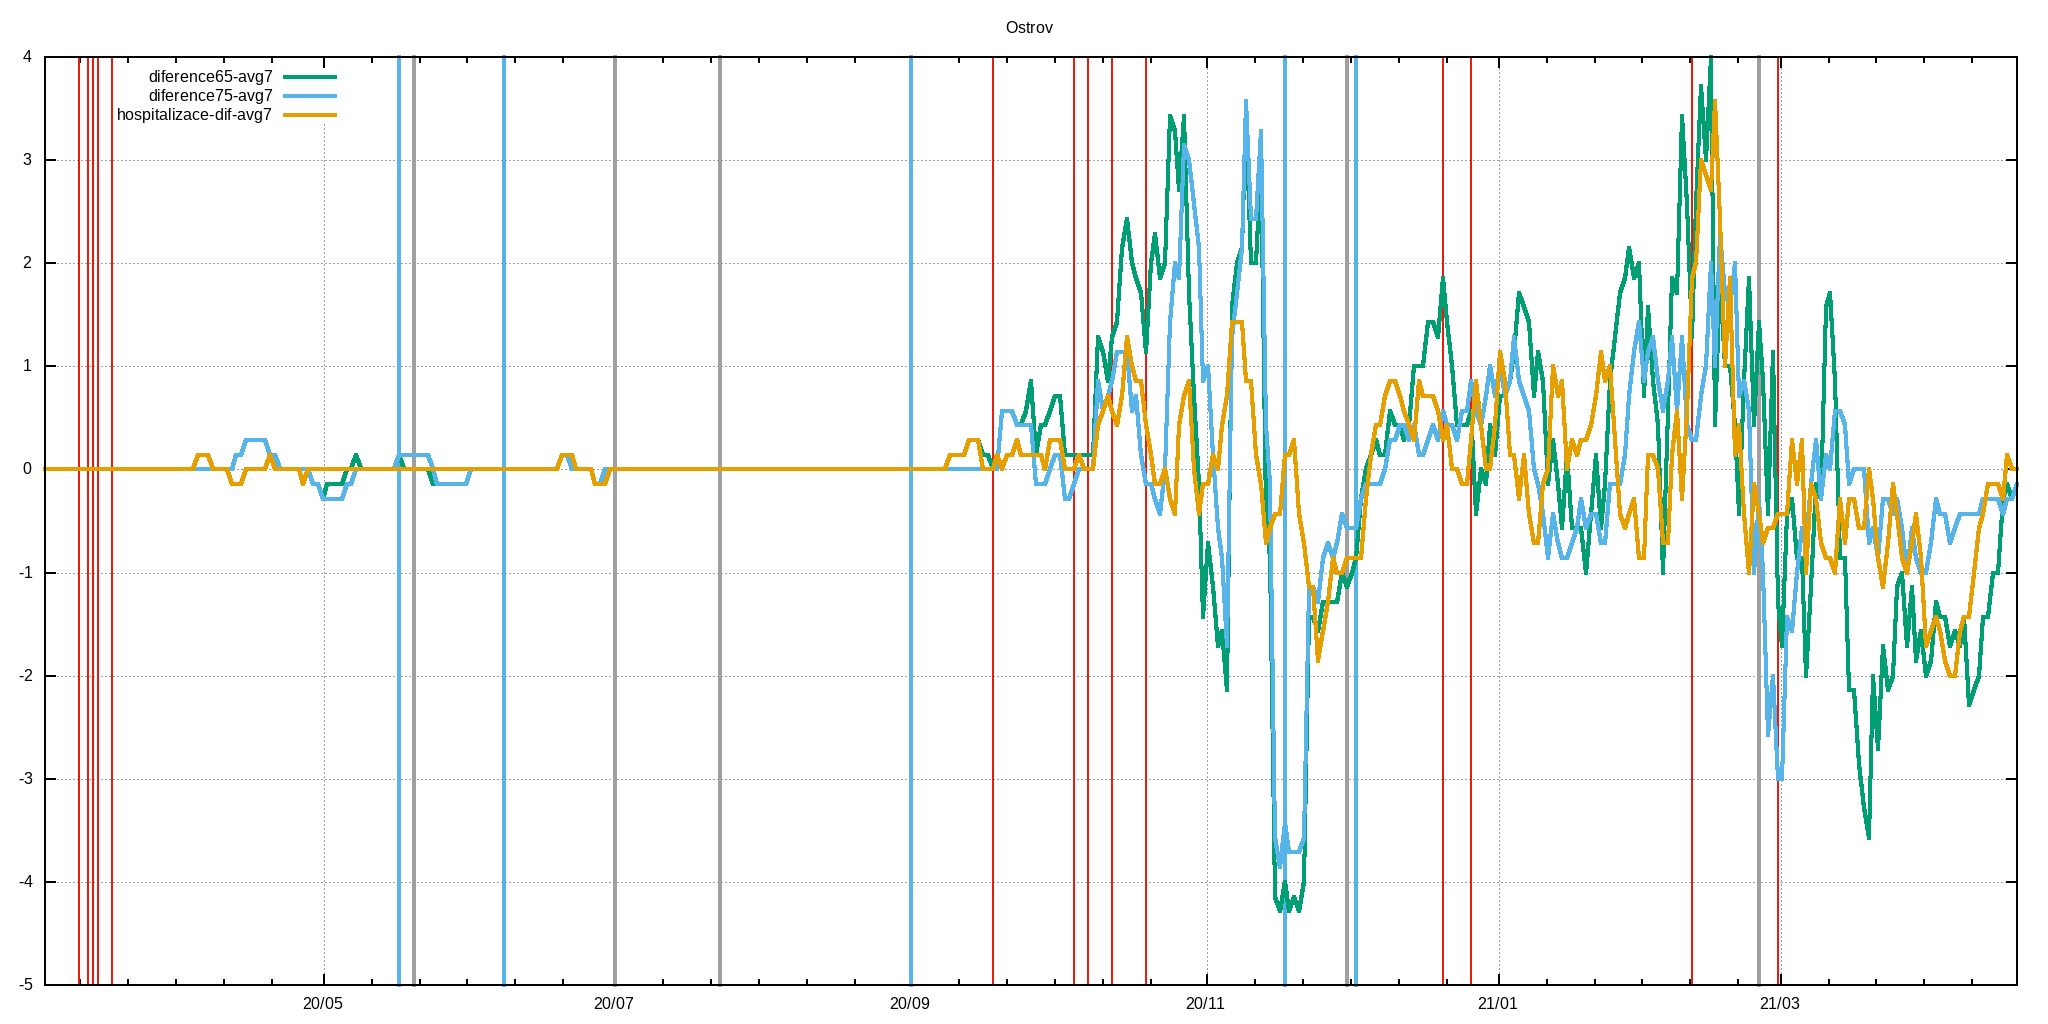 Ostrov
diference65-avg7
diference75-avg7
hospitalizace-dif-avg7
4
3
2
1
0
-1
-2
-3
-4
-5
20/05 20/07 20/09 20/11 21/01 21/03